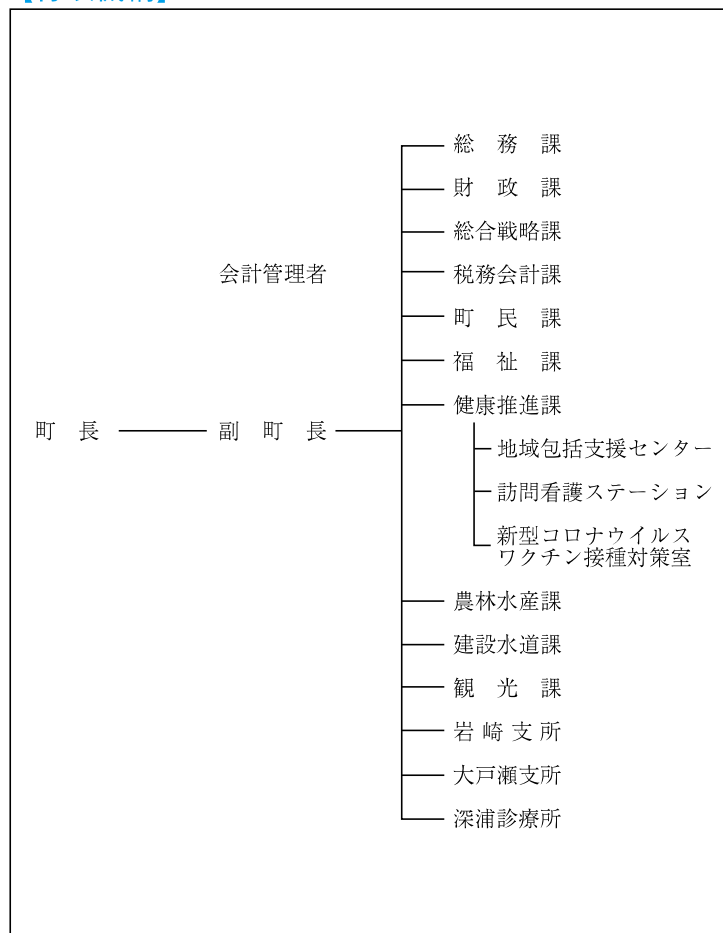 総務課
財政課
総合戦略課
会計管理者
税務会計課
町民課
福祉課
健康推進課
町長
副町長
地域包括支援センター
訪問看護ステーション
新型コロナウイルス
ワクチン接種対策室
農林水産課
建設水道課
観光課
岩崎支所
大戸瀬支所
深浦診療所